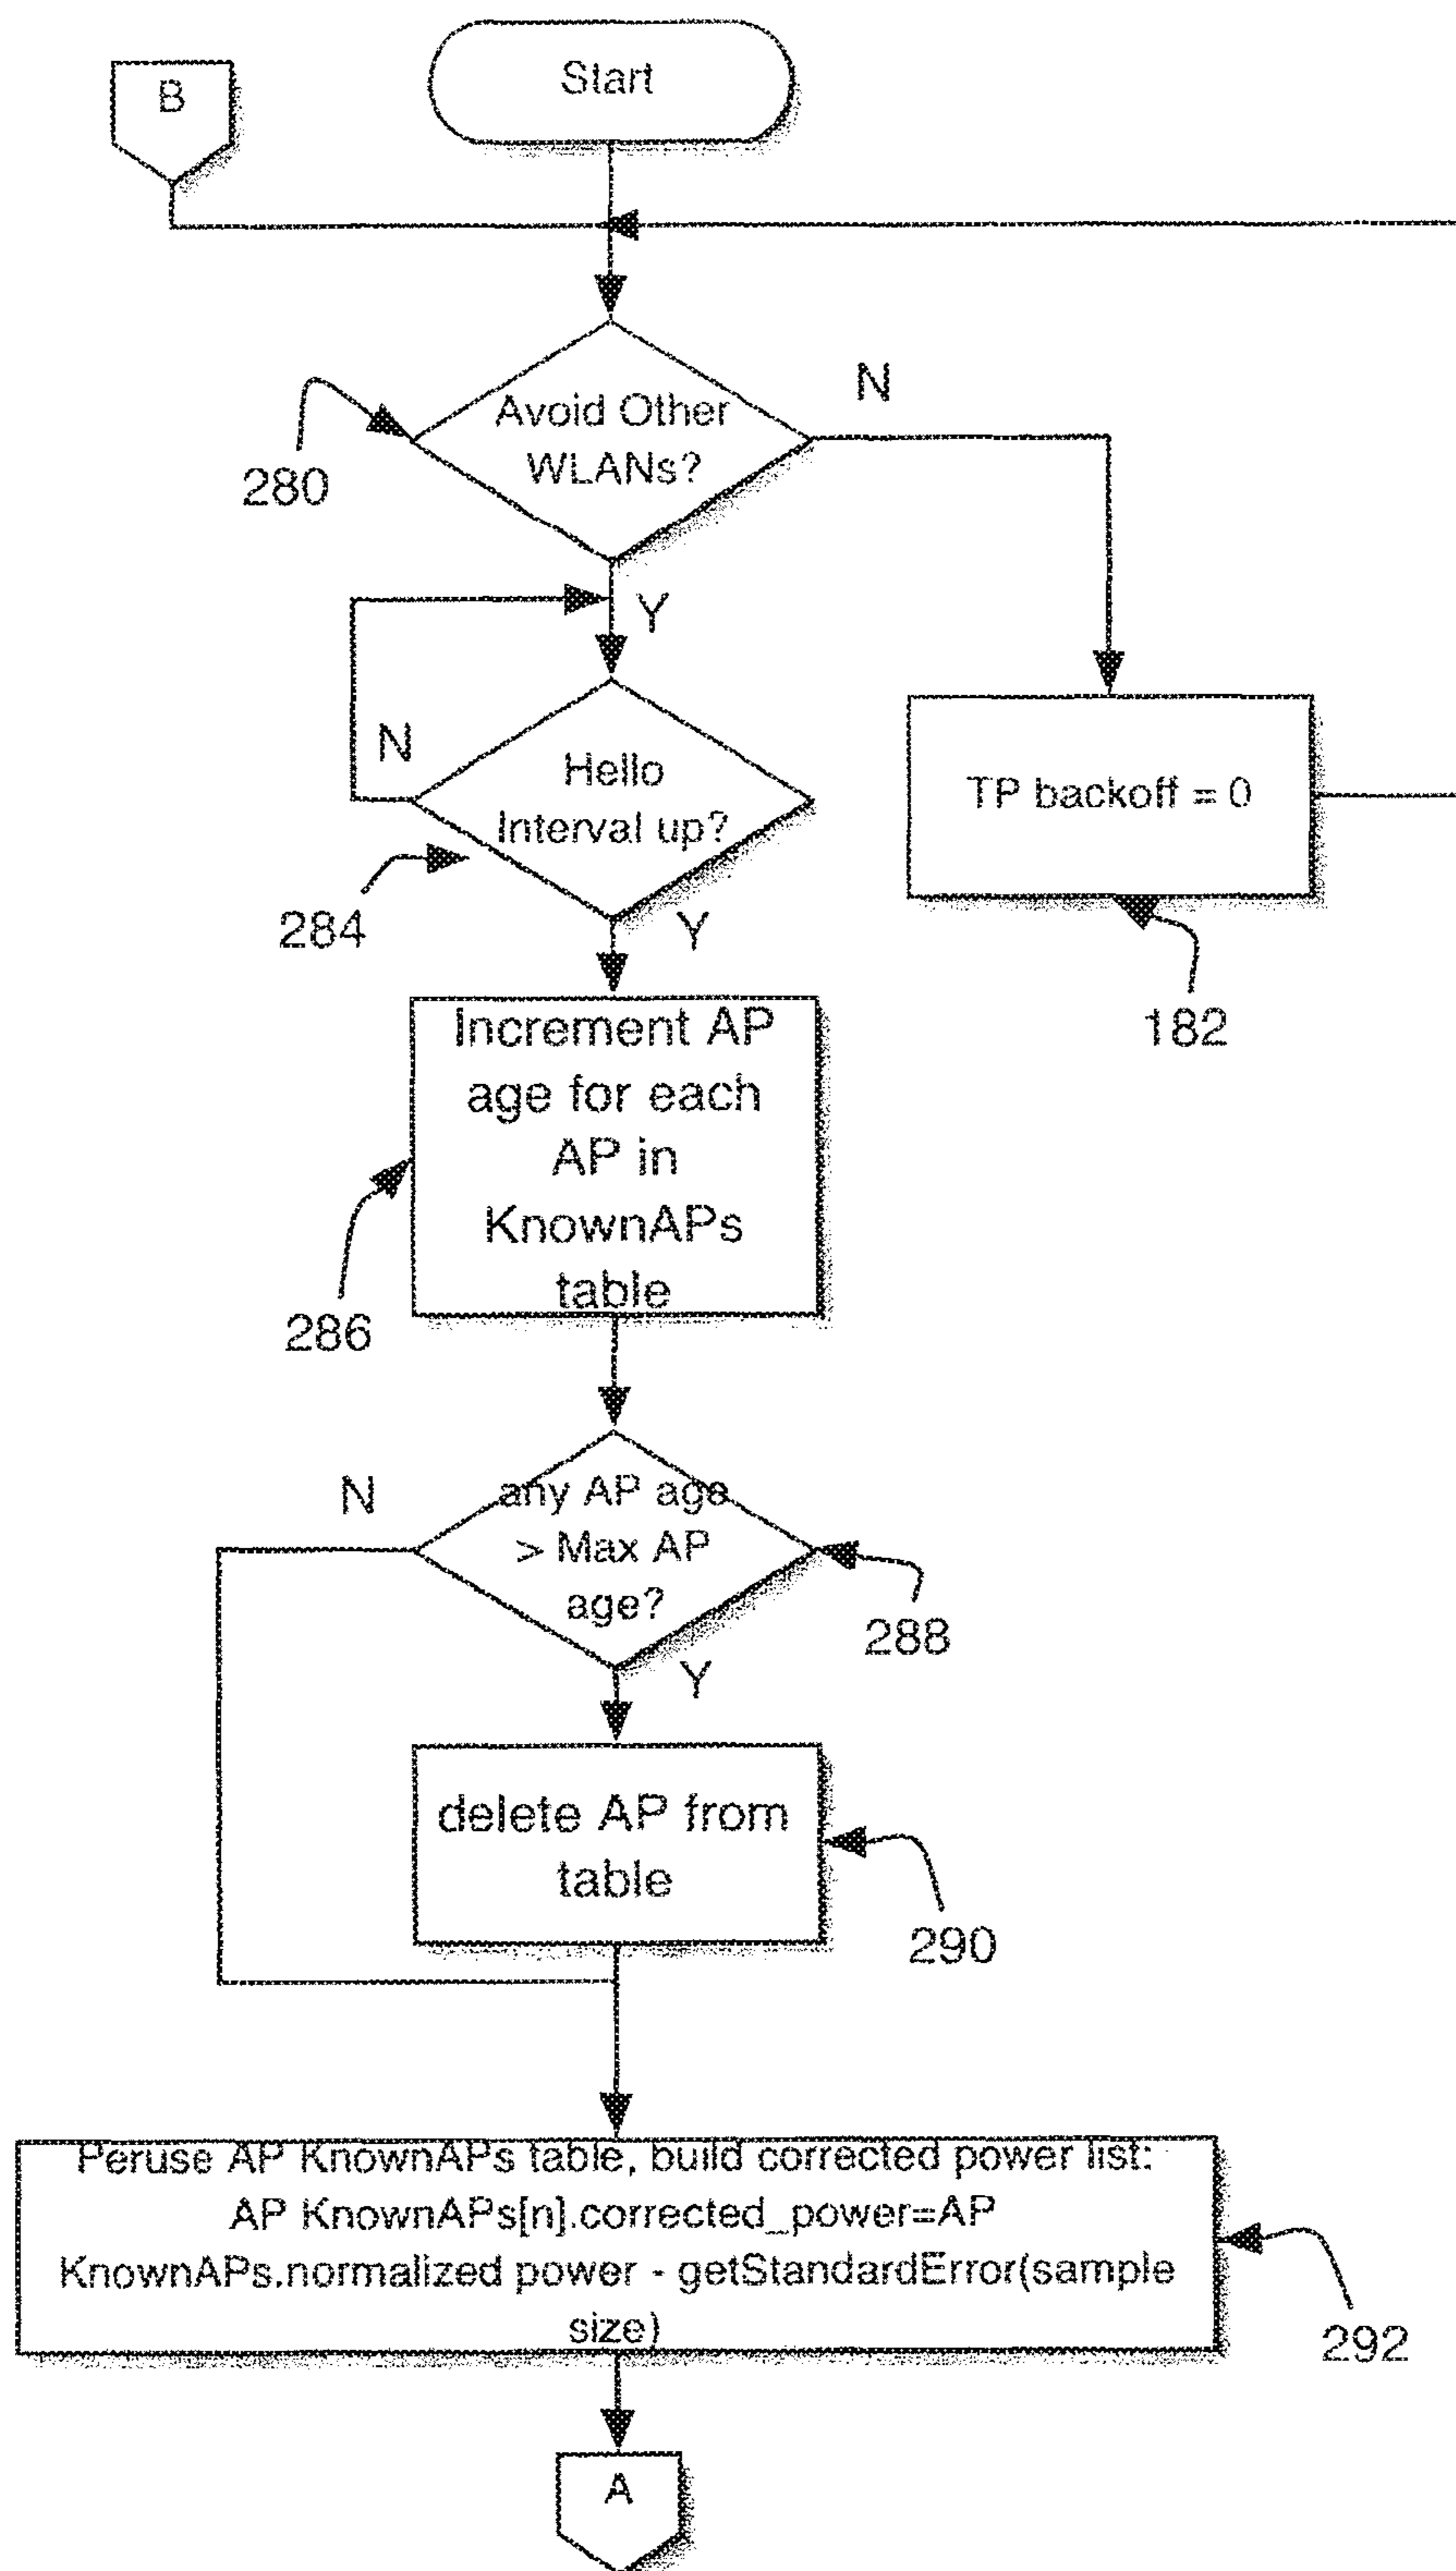 B
Start
N
Avoid Other
WLANs?
280
Y
N
Hello
Interval up?
TP backoff = 0
284
Y
182
Increment AP
age for each
AP in
KnownAPs
table
286
N
any AP age
> Max AP
age?
288
Y
delete AP from
table
290
Peruse AP KnownAPs table, build corrected power list:
AP KnownAPs[n].corrected_power=AP
KnownAPs.normalized power - getStandardError(sample
size)
292
A